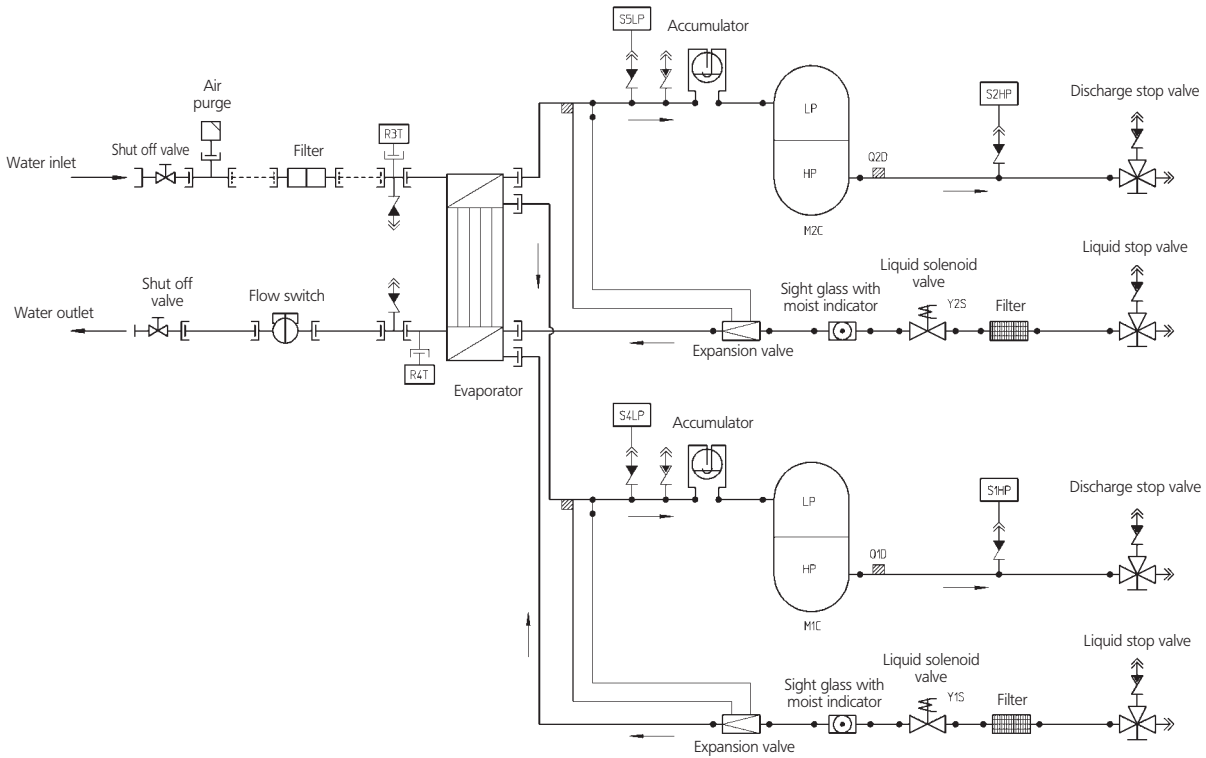 S5LP
Accumulator
Air
purge
S2HP
Discharge stop valve
LP
Shut off valve
Filter
R3T
Water inlet
Q2D
HP
M2C
Liquid stop valve
Shut off
valve
Flow switch
Liquid solenoid
valve
Sight glass with
moist indicator
Y2S
Filter
Water outlet
Expansion valve
R4T
Evaporator
S4LP
Accumulator
S1HP
Discharge stop valve
LP
Q1D
HP
M1C
Liquid stop valve
Liquid solenoid
valve
Sight glass with
moist indicator
Y1S
Filter
Expansion valve